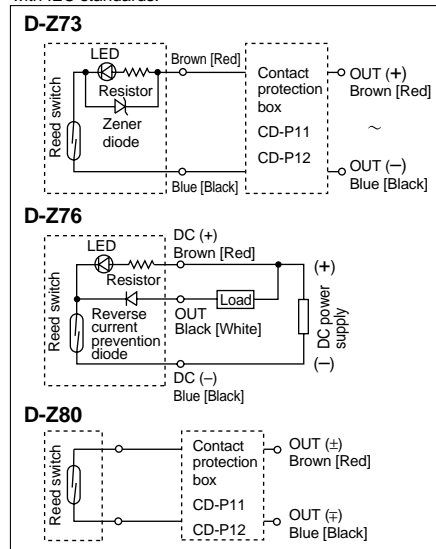 D-Z73
LED
Resistor
Zener
diode
Reed switch
Brown [Red]
Blue [Black]
Contact
protection
box
CD-P11
CD-P12
OUT (+)
Brown [Red]
~
OUT (−)
Blue [Black]
D-Z76
LED
Resistor
Reverse
current
prevention
diode
Reed switch
DC (+)
Brown [Red]
OUT
Black [White]
Load
DC (−)
Blue [Black]
(+)
DC power
supply
(−)
D-Z80
Reed switch
Contact
protection
box
CD-P11
CD-P12
OUT (±)
Brown [Red]
OUT (∓)
Blue [Black]